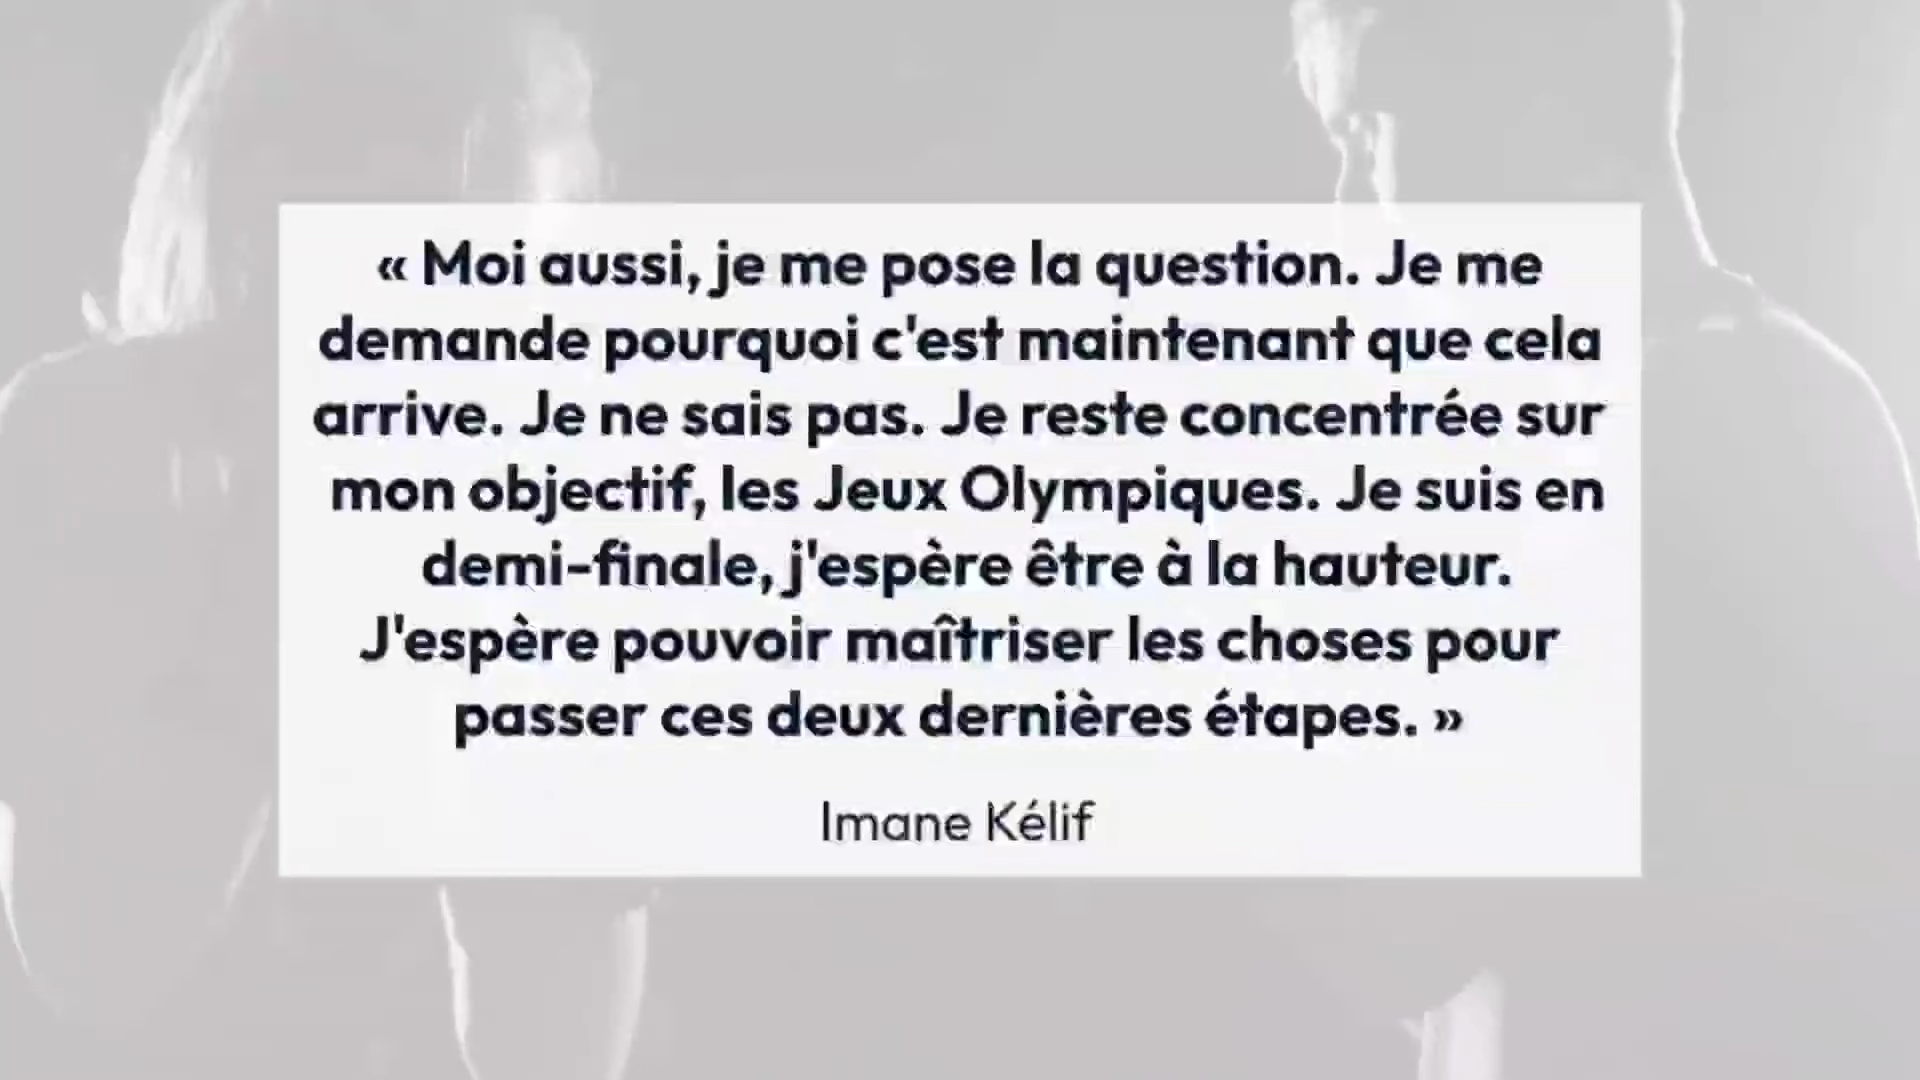 « Moi aussi, je me pose la question. Je me
demande pourquoi c'est maintenant que cela
arrive. Je ne sais pas. Je reste concentrée sur
mon objectif, les Jeux Olympiques. Je suis en
demi-finale, j'espère être à la hauteur.
J'espère pouvoir maîtriser les choses pour
passer ces deux dernières étapes. »
Imane Kélif